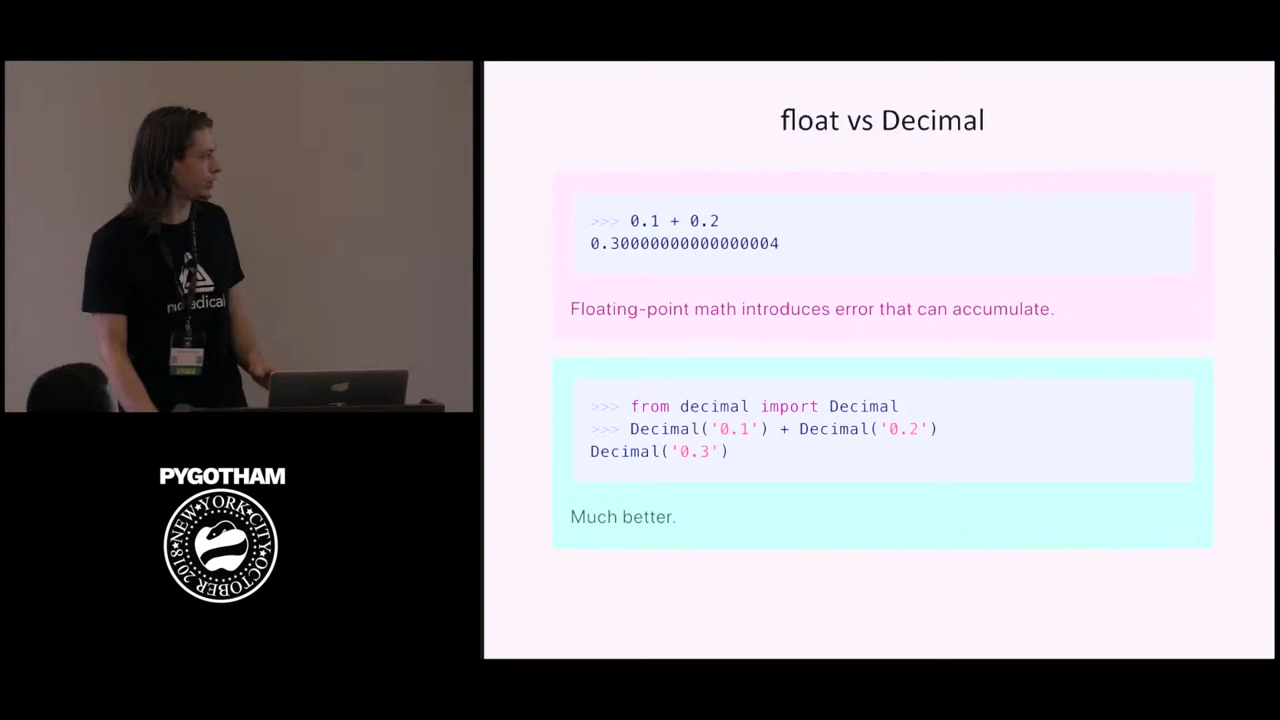 float vs Decimal
>>> 0.1 + 0.2
0.30000000000000004
Floating-point math introduces error that can accumulate.
>>> from decimal import Decimal
>>> Decimal('0.1') + Decimal('0.2')
Decimal('0.3')
Much better.
PYGOTHAM
NEW YORK CITY OCTOBER 2018